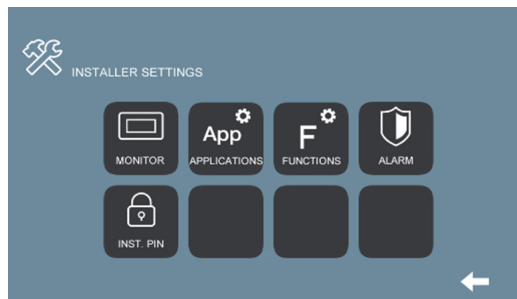 INSTALLER SETTINGS
MONITOR
App
APPLICATIONS
F
FUNCTIONS
ALARM
INST. PIN